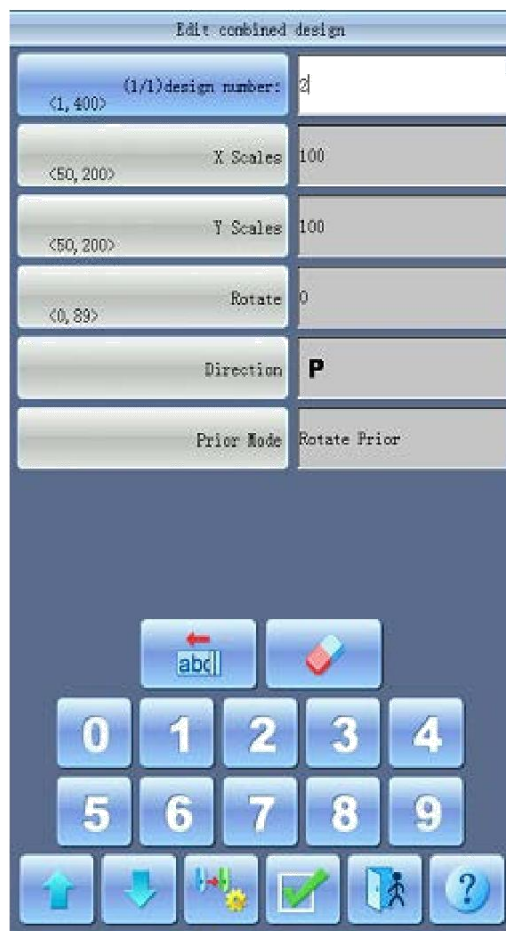 Edit combined design
(1/1)design number:
<1,400>
2
X Scales
<50,200>
100
Y Scales
<50,200>
100
Rotate
<0,89>
0
Direction
P
Prior Mode
Rotate Prior
abc
0 1 2 3 4
5 6 7 8 9
?